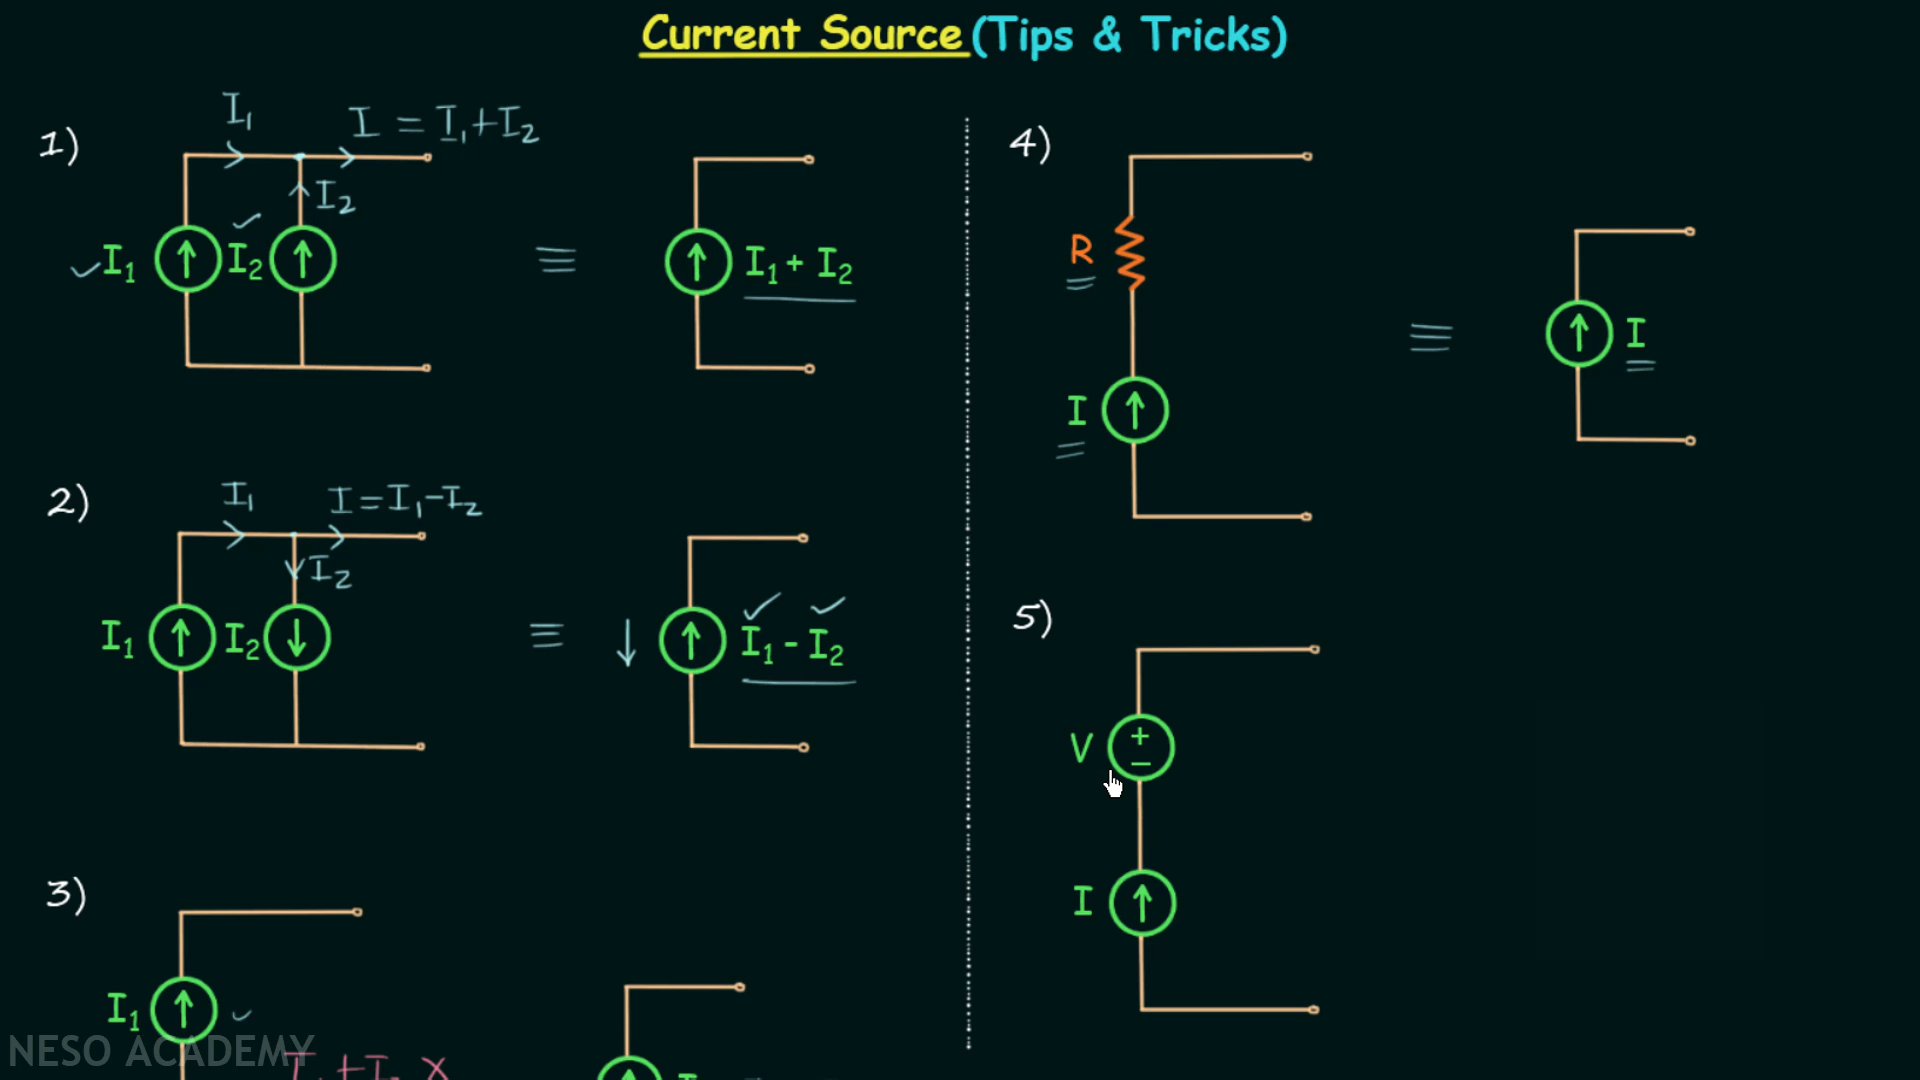 Current Source (Tips & Tricks)
1)
I₁
I = I₁+I₂
I₂
I₁
I₂
≡
I₁ + I₂
2)
I₁
I = I₁-I₂
I₂
I₁
I₂
≡
I₁ - I₂
3)
I₁
NESO ACADEMY
4)
R
I
≡
I
5)
V
+
−
I